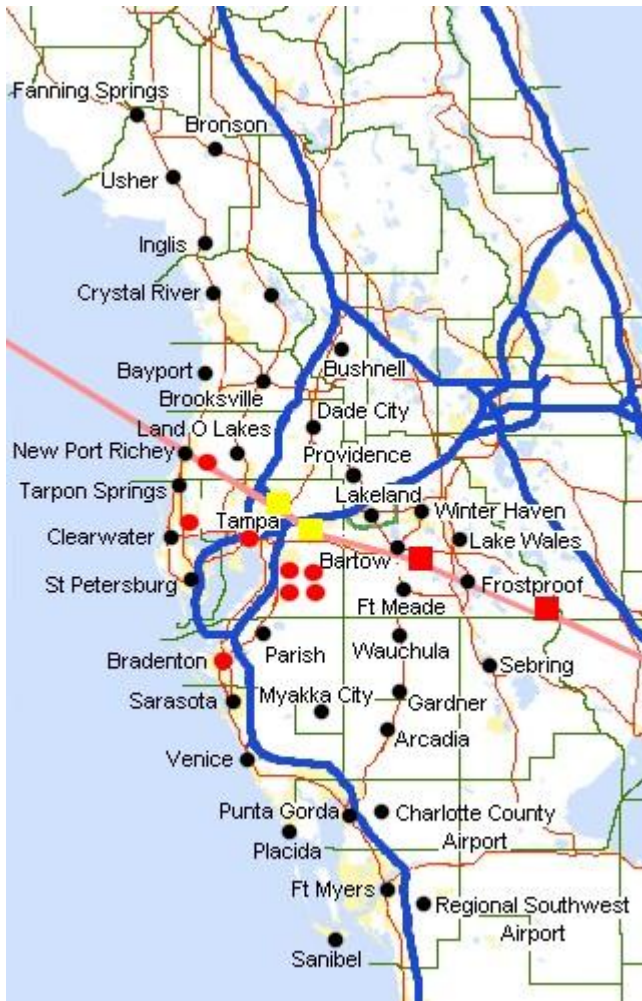 Fanning Springs
Bronson
Usher
Inglis
Crystal River
Bushnell
Bayport
Brooksville
Dade City
Land O Lakes
New Port Richey
Providence
Tarpon Springs
Lakeland
Winter Haven
Tampa
Clearwater
Lake Wales
Bartow
St Petersburg
Frostproof
Ft Meade
Parish
Wauchula
Bradenton
Sebring
Myakka City
Gardner
Sarasota
Arcadia
Venice
Punta Gorda
Charlotte County
Airport
Placida
Ft Myers
Regional Southwest
Airport
Sanibel